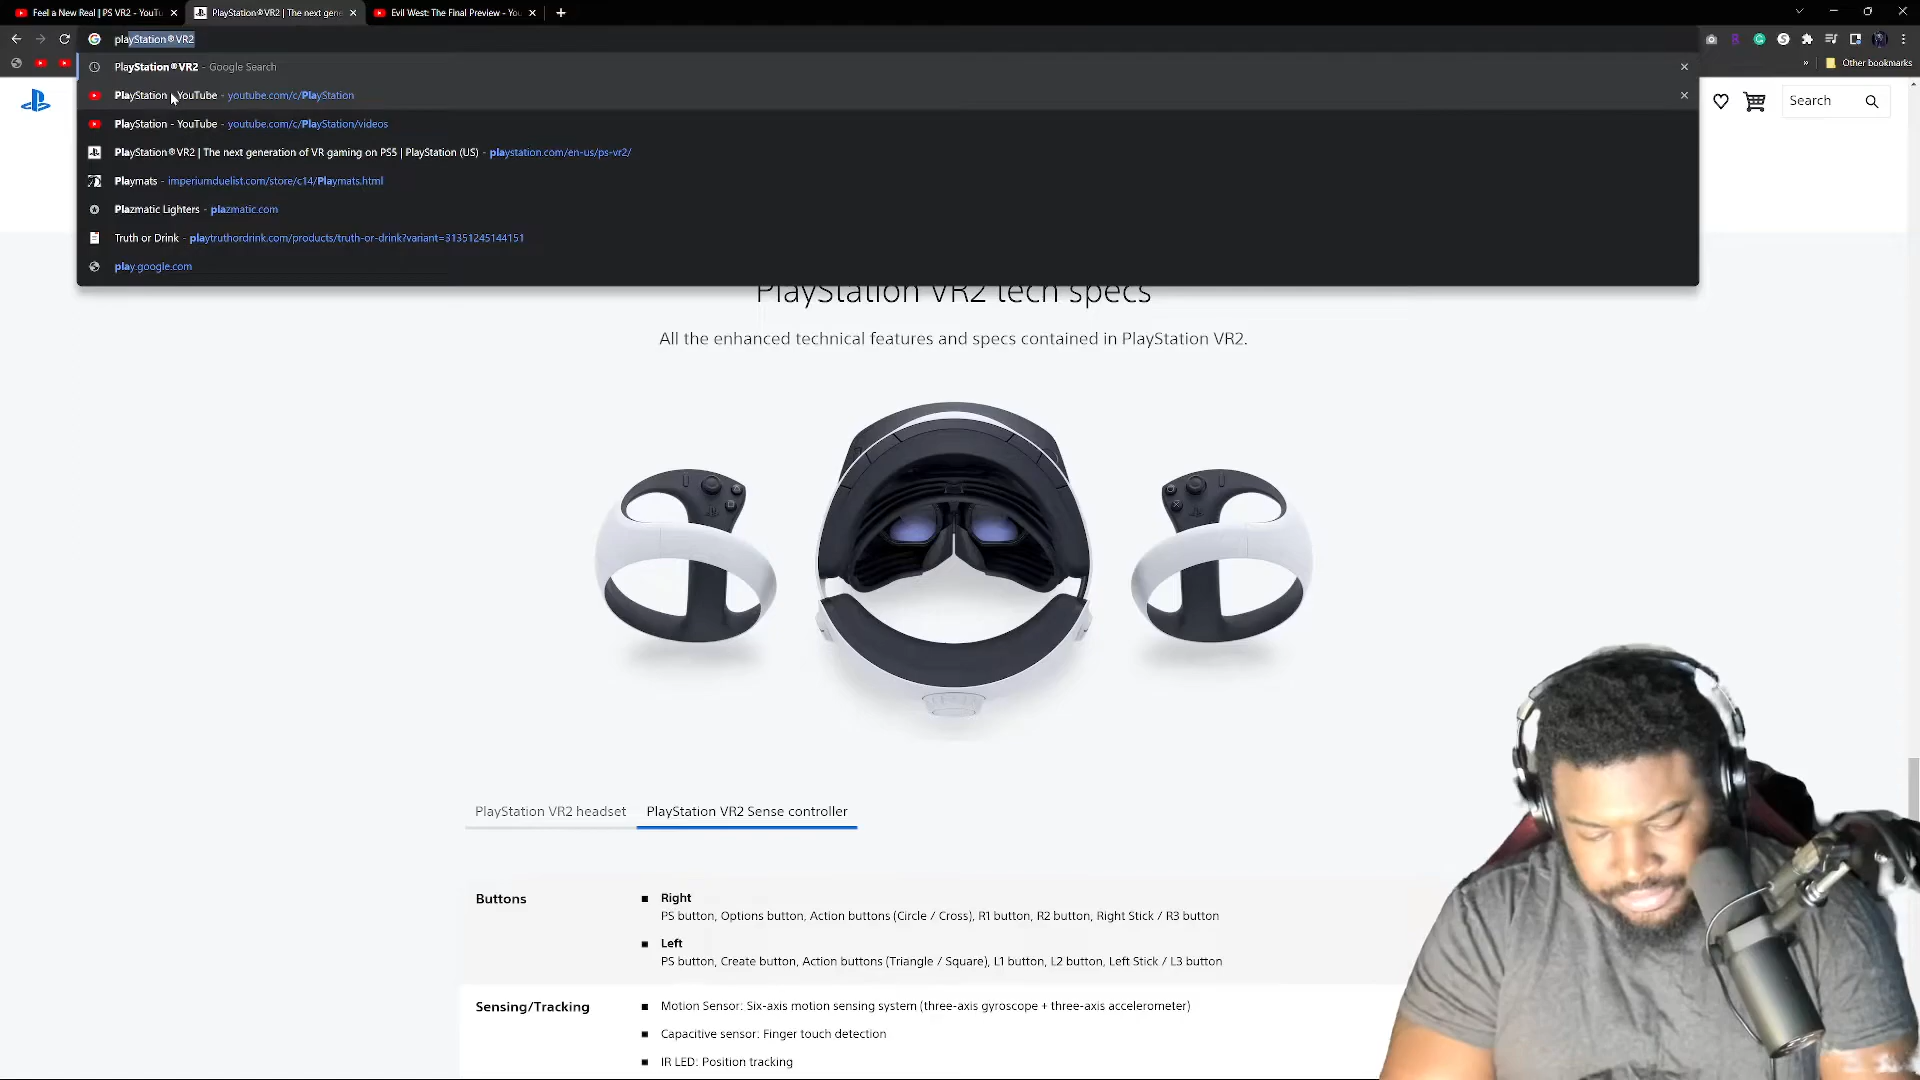 Feel a New Real | PS VR2 - YouTu
PlayStation®VR2 | The next gene
Evil West: The Final Preview - You
playStation®VR2
Other bookmarks
PlayStation®VR2 - Google Search
PlayStation - YouTube - youtube.com/c/PlayStation
PlayStation - YouTube - youtube.com/c/PlayStation/videos
PlayStation®VR2 | The next generation of VR gaming on PS5 | PlayStation (US) - playstation.com/en-us/ps-vr2/
Playmats - imperiumduelist.com/store/c14/Playmats.html
Plazmatic Lighters - plazmatic.com
Truth or Drink - playtruthordrink.com/products/truth-or-drink?variant=31351245144151
play.google.com
Search
PlayStation VR2 tech specs
All the enhanced technical features and specs contained in PlayStation VR2.
PlayStation VR2 headset
PlayStation VR2 Sense controller
Buttons
Right
PS button, Options button, Action buttons (Circle / Cross), R1 button, R2 button, Right Stick / R3 button
Left
PS button, Create button, Action buttons (Triangle / Square), L1 button, L2 button, Left Stick / L3 button
Sensing/Tracking
Motion Sensor: Six-axis motion sensing system (three-axis gyroscope + three-axis accelerometer)
Capacitive sensor: Finger touch detection
IR LED: Position tracking